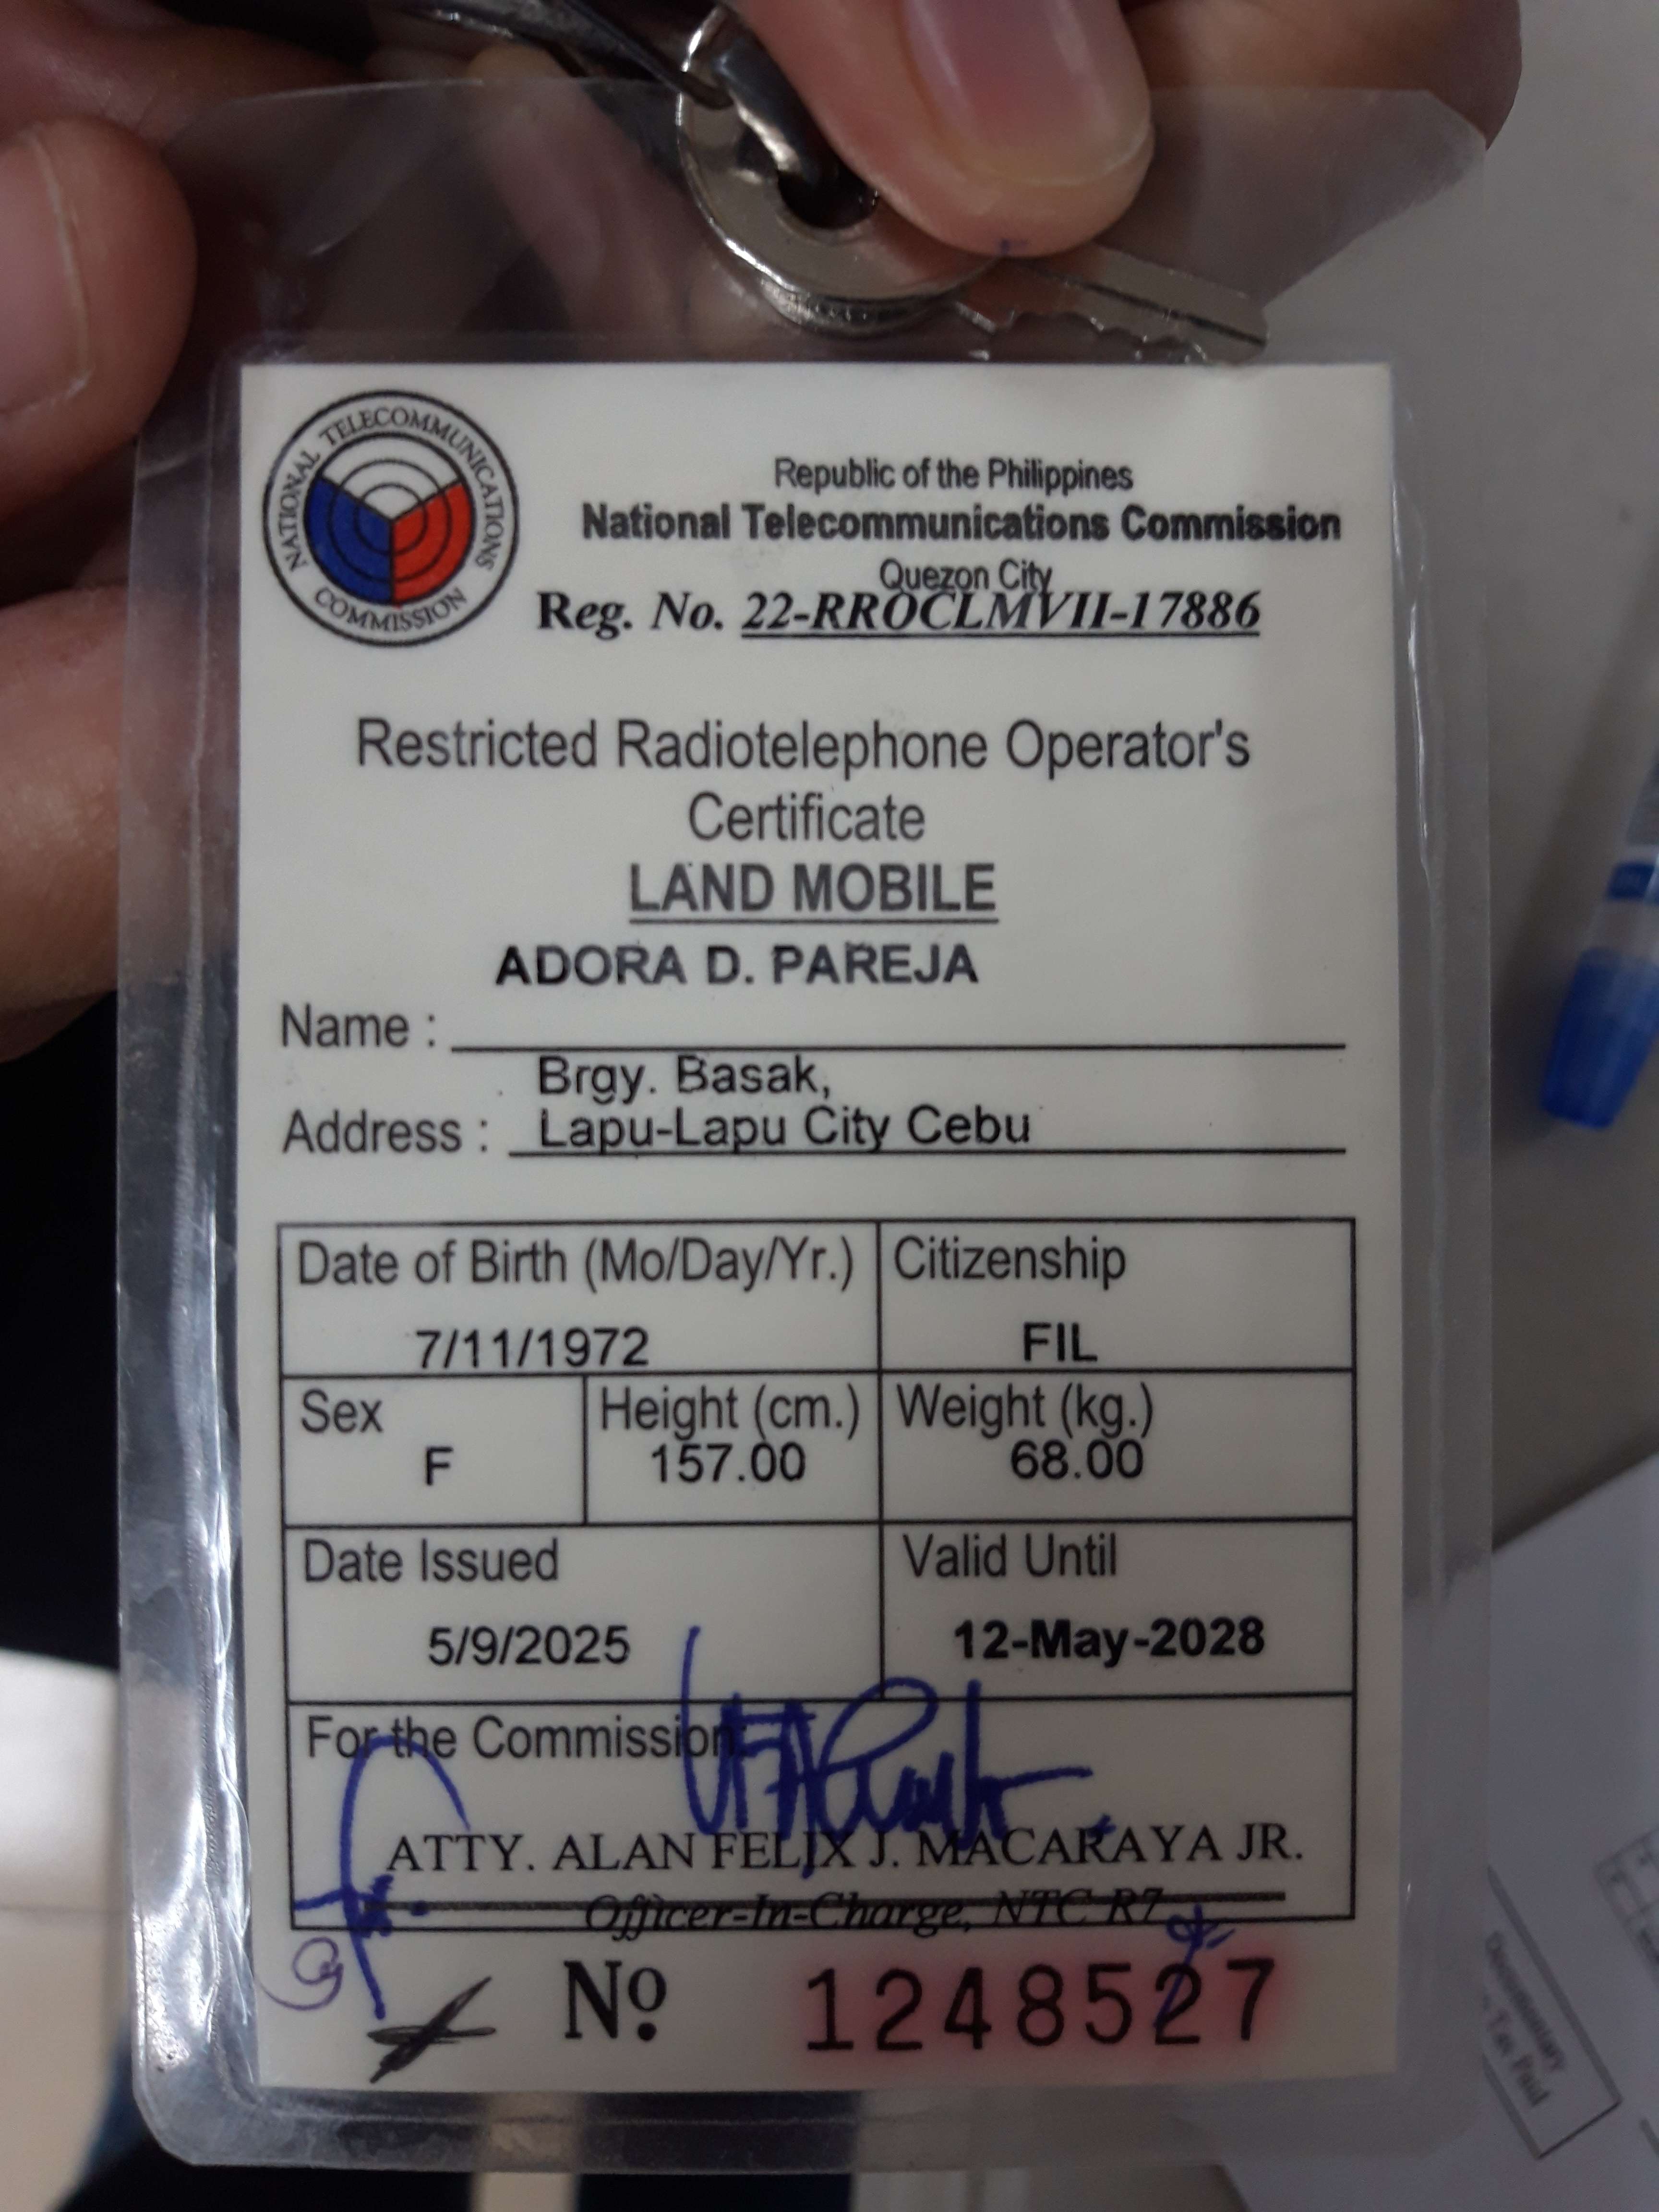 NATIONAL TELECOMMUNICATIONS COMMISSION
Republic of the Philippines
National Telecommunications Commission
Quezon City
Reg. No. 22-RROCLMVII-17886
Restricted Radiotelephone Operator's
Certificate
LAND MOBILE
ADORA D. PAREJA
Name :
Brgy. Basak,
Address : Lapu-Lapu City Cebu
Date of Birth (Mo/Day/Yr.) Citizenship
7/11/1972 FIL
Sex Height (cm.) Weight (kg.)
F 157.00 68.00
Date Issued Valid Until
5/9/2025 12-May-2028
For the Commission:
ATTY. ALAN FELIX J. MACARAYA JR.
Officer-In-Charge, NTC R7
No. 1248527
Documentary
Tax Paid